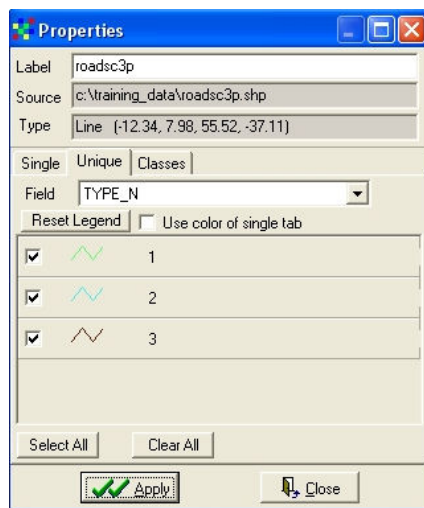 Properties
Label roadsc3p
Source c:\training_data\roadsc3p.shp
Type Line (-12.34, 7.98, 55.52, -37.11)
Single Unique Classes
Field TYPE_N
Reset Legend Use color of single tab
1
2
3
Select All Clear All
Apply Close